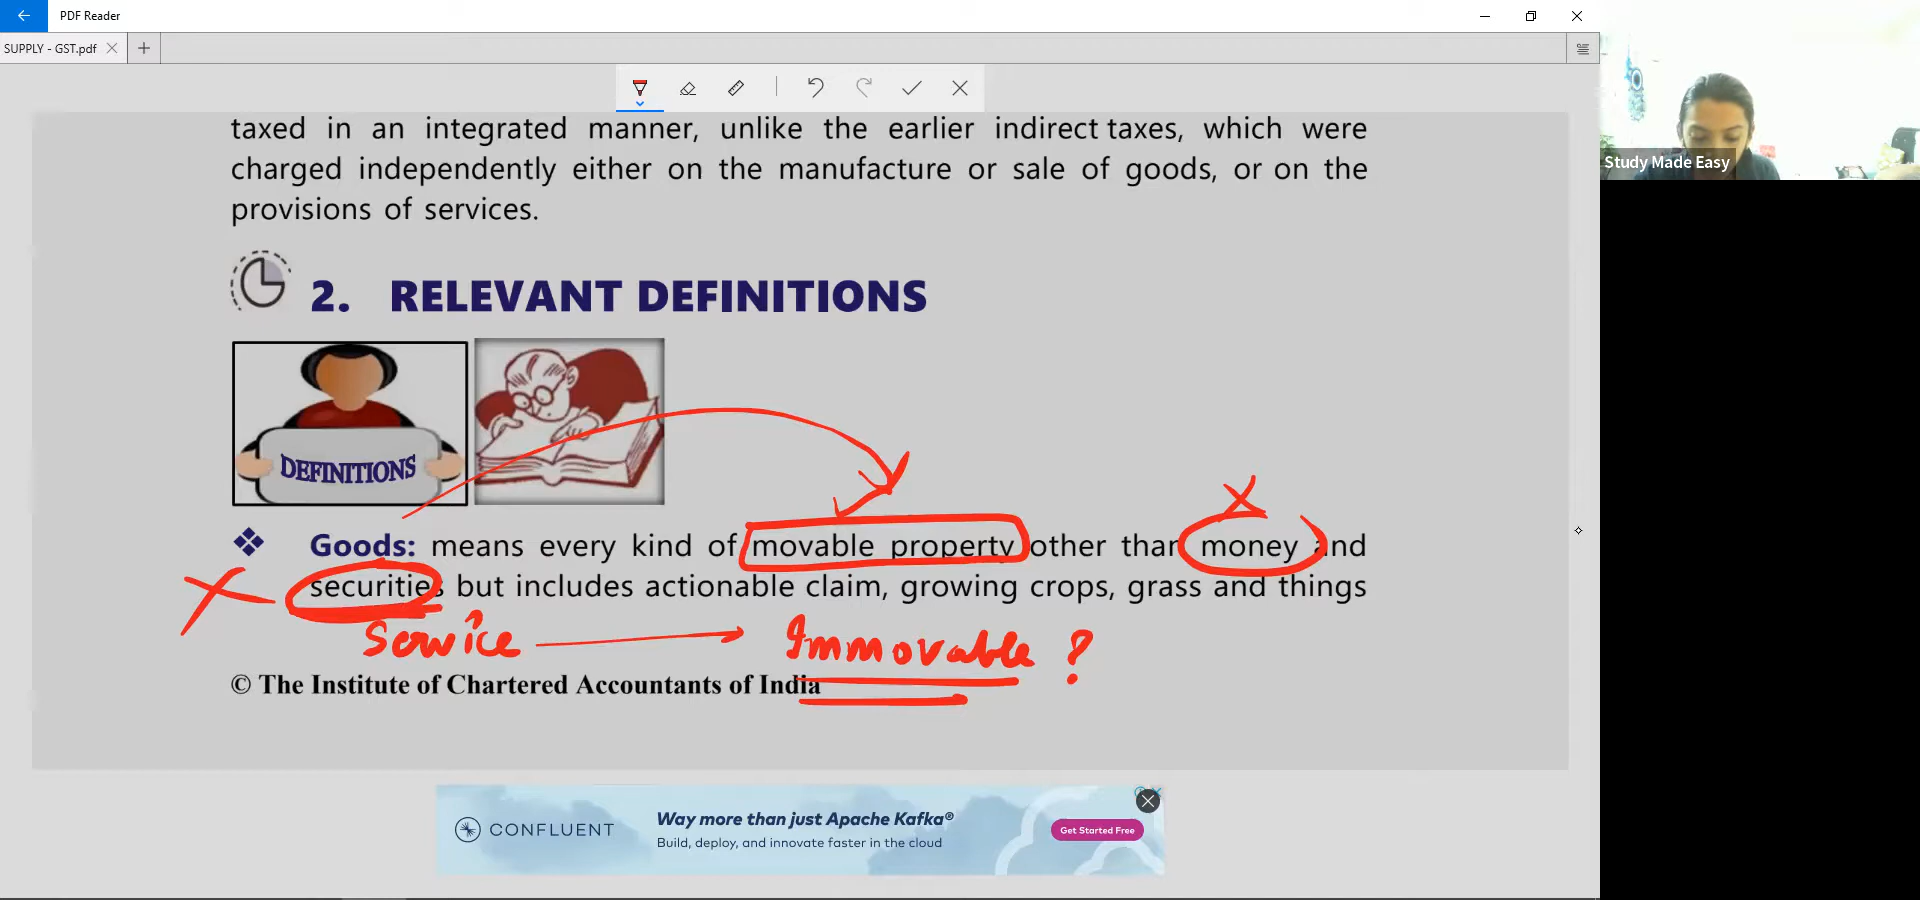 PDF Reader
SUPPLY - GST.pdf
Study Made Easy
taxed in an integrated manner, unlike the earlier indirect taxes, which were
charged independently either on the manufacture or sale of goods, or on the
provisions of services.
2. RELEVANT DEFINITIONS
DEFINITIONS
Goods: means every kind of movable property other than money and
securities but includes actionable claim, growing crops, grass and things
Service Immovable ?
© The Institute of Chartered Accountants of India
CONFLUENT
Way more than just Apache Kafka®
Build, deploy, and innovate faster in the cloud
Get Started Free